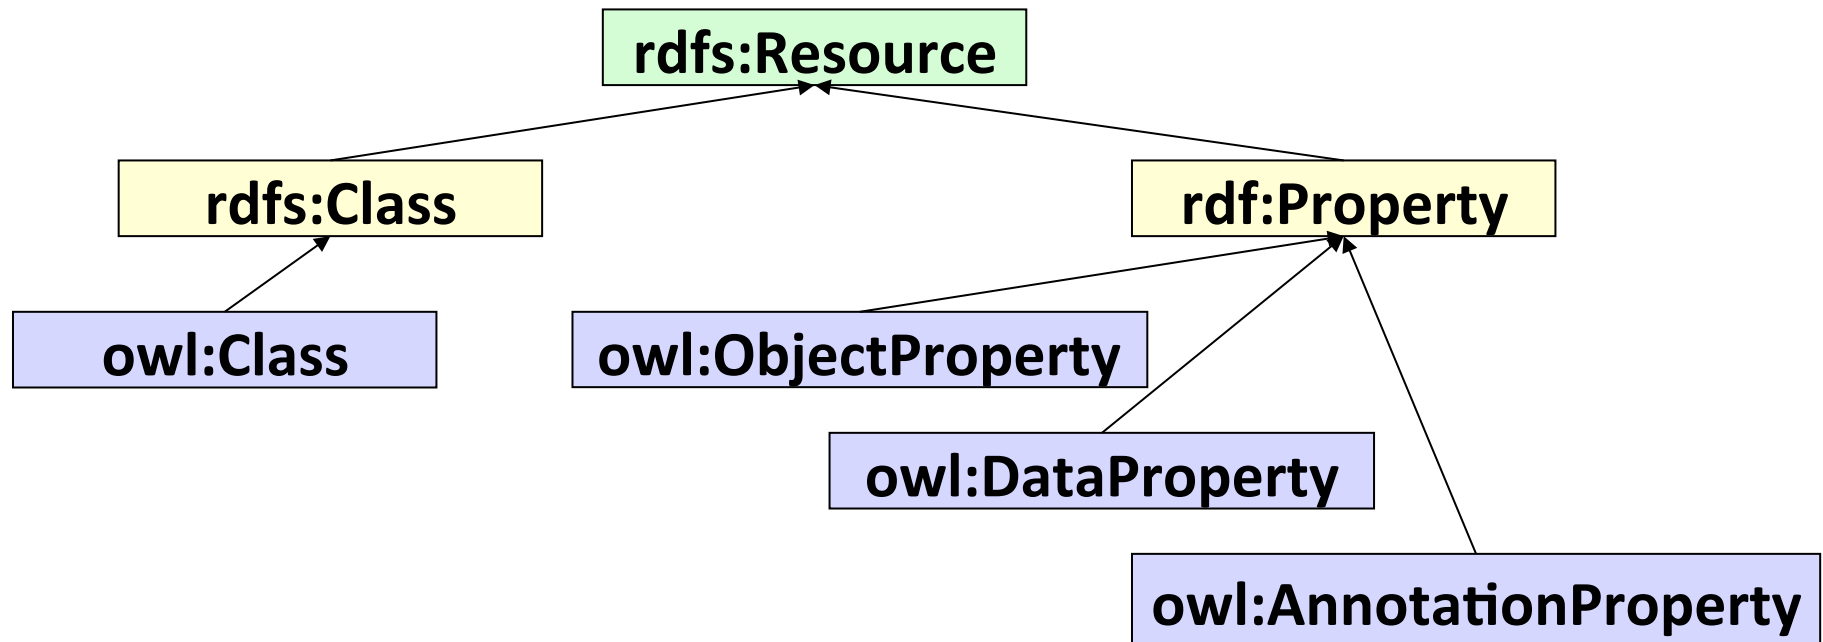 rdfs:Resource
rdfs:Class
rdf:Property
owl:Class
owl:ObjectProperty
owl:DataProperty
owl:AnnotationProperty